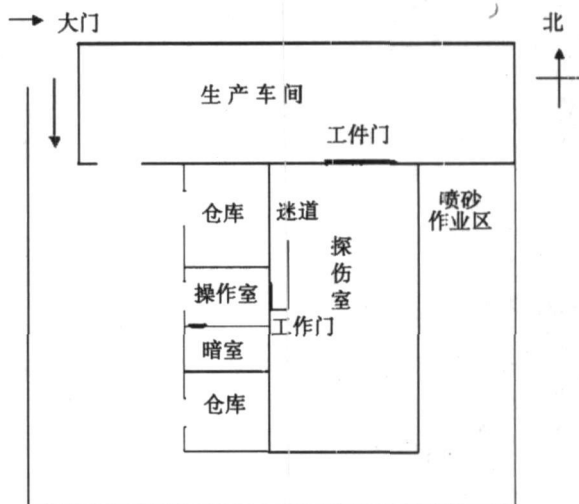 大门
北
生产车间
工件门
仓库
迷道
探
伤
室
喷砂
作业区
操作室
工作门
暗室
仓库